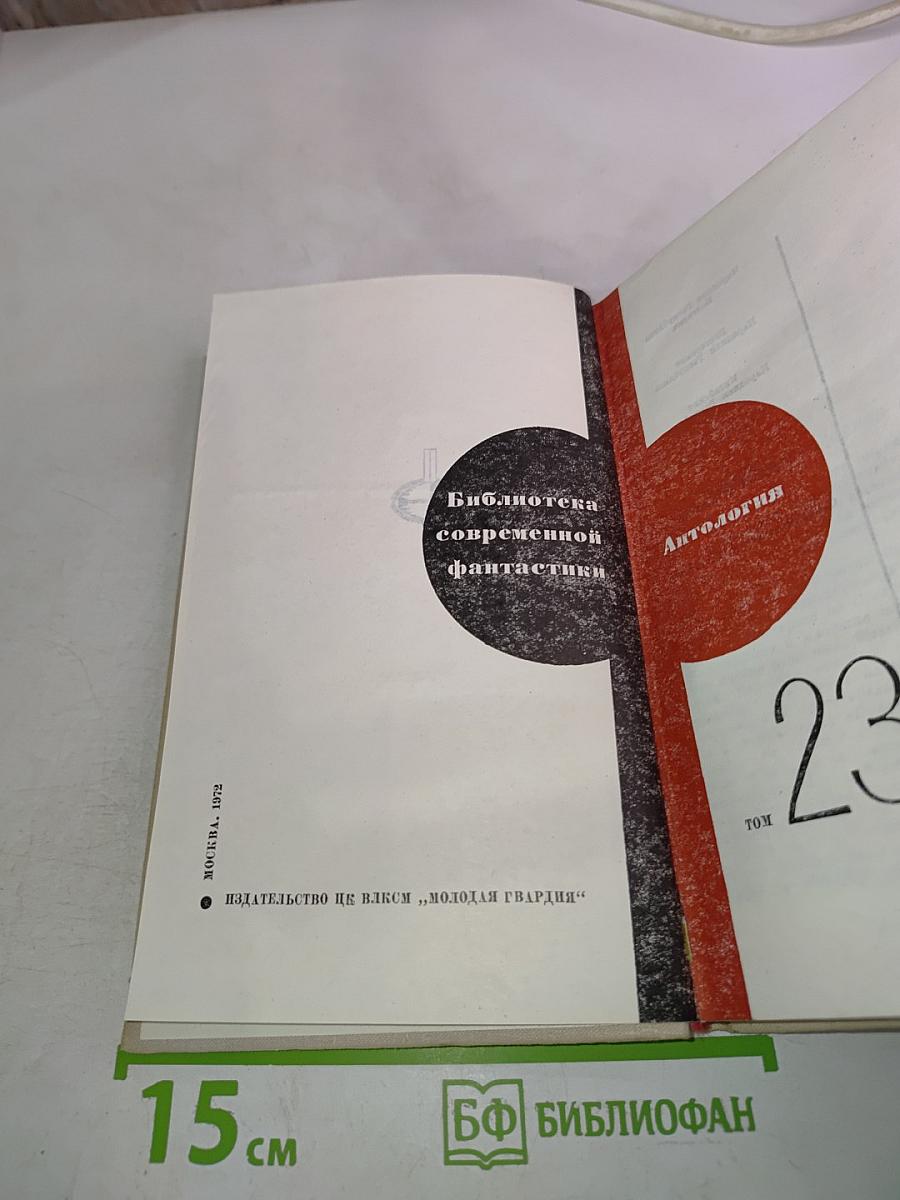 Библиотека
современной
фантастики
МОСКВА. 1972
ИЗДАТЕЛЬСТВО ЦК ВЛКСМ „МОЛОДАЯ ГВАРДИЯ“
Антология
ТОМ 23
15 см
БФ БИБЛИОФАН